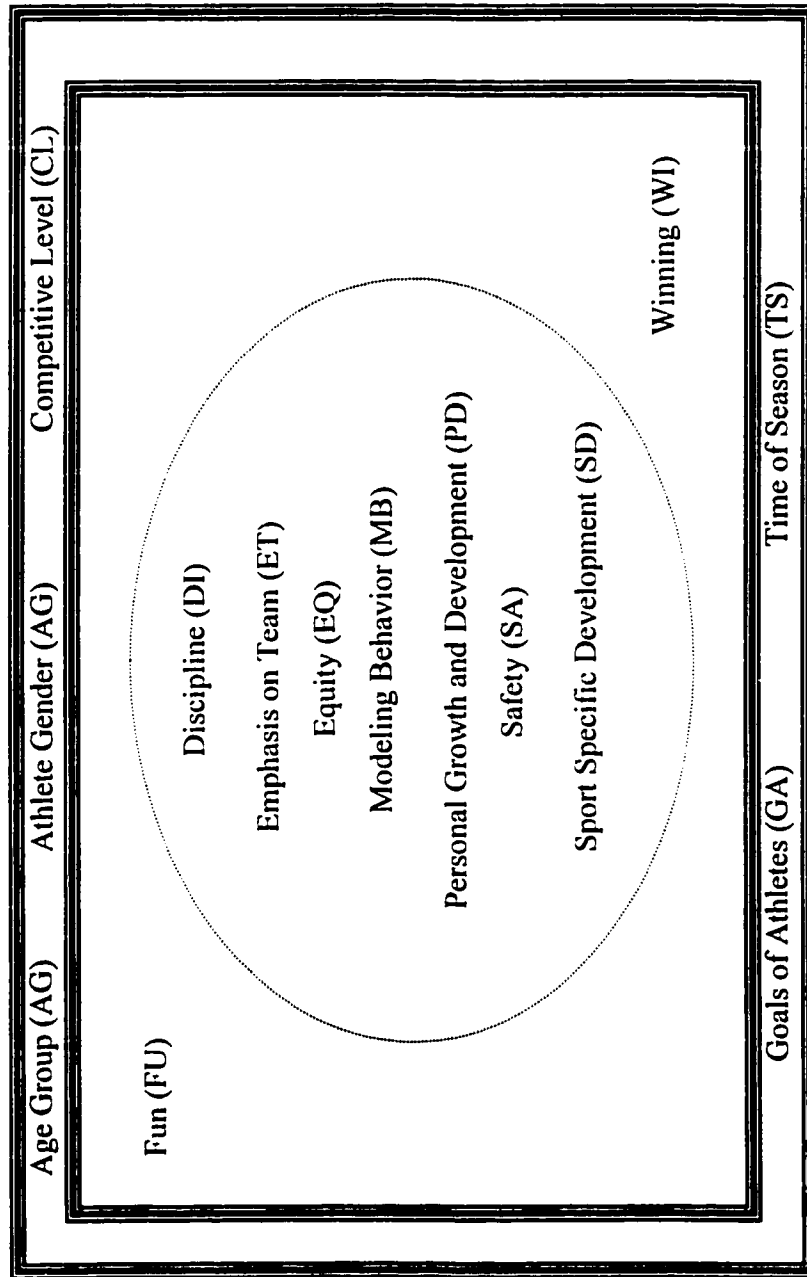 Age Group (AG)
Athlete Gender (AG)
Competitive Level (CL)
Fun (FU)
Discipline (DI)
Emphasis on Team (ET)
Equity (EQ)
Modeling Behavior (MB)
Personal Growth and Development (PD)
Safety (SA)
Sport Specific Development (SD)
Winning (WI)
Goals of Athletes (GA)
Time of Season (TS)